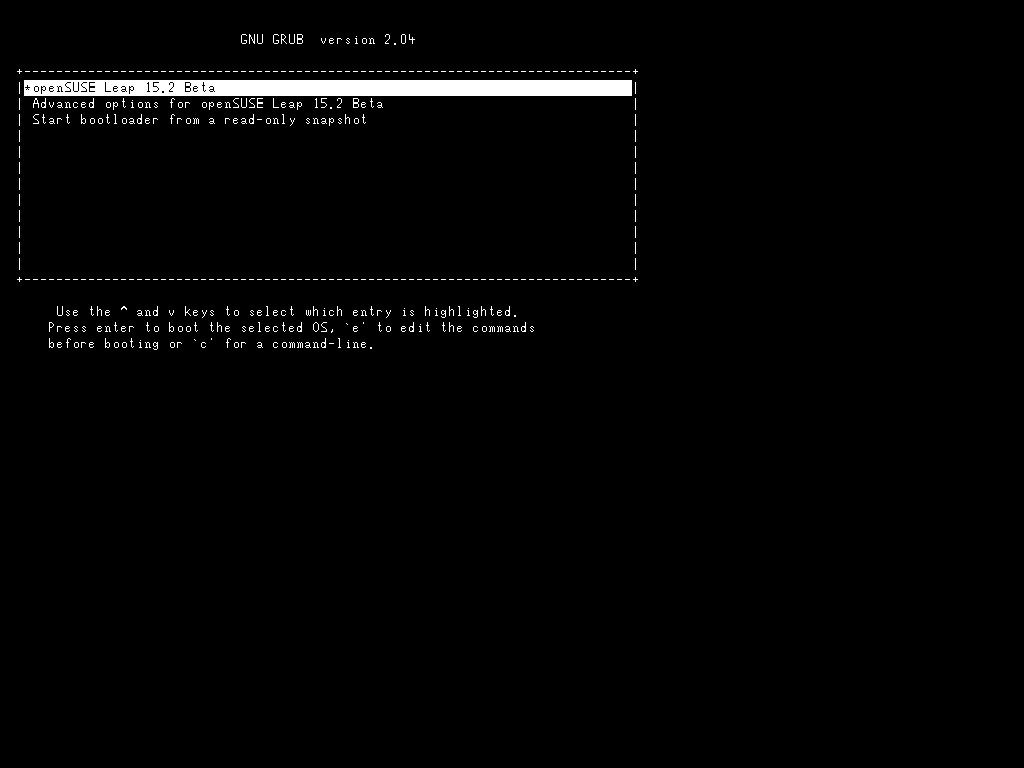 GNU GRUB  version 2.04
*openSUSE Leap 15.2 Beta
Advanced options for openSUSE Leap 15.2 Beta
Start bootloader from a read-only snapshot
Use the ^ and v keys to select which entry is highlighted.
Press enter to boot the selected OS, `e' to edit the commands
before booting or `c' for a command-line.